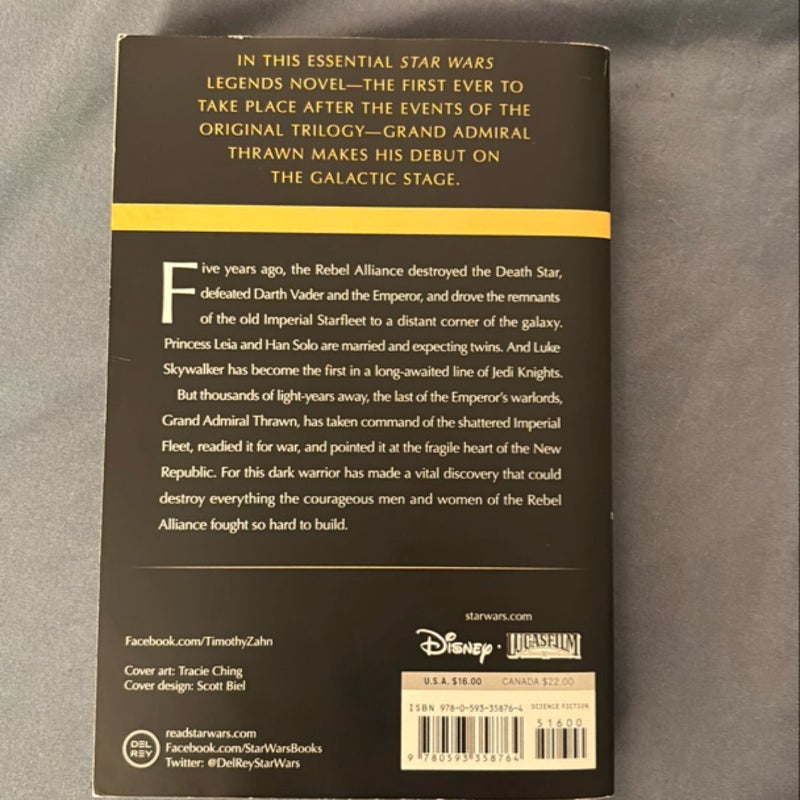 IN THIS ESSENTIAL STAR WARS
LEGENDS NOVEL—THE FIRST EVER TO
TAKE PLACE AFTER THE EVENTS OF THE
ORIGINAL TRILOGY—GRAND ADMIRAL
THRAWN MAKES HIS DEBUT ON
THE GALACTIC STAGE.
Five years ago, the Rebel Alliance destroyed the Death Star,
defeated Darth Vader and the Emperor, and drove the remnants
of the old Imperial Starfleet to a distant corner of the galaxy.
Princess Leia and Han Solo are married and expecting twins. And Luke
Skywalker has become the first in a long-awaited line of Jedi Knights.
But thousands of light-years away, the last of the Emperor's warlords,
Grand Admiral Thrawn, has taken command of the shattered Imperial
Fleet, readied it for war, and pointed it at the fragile heart of the New
Republic. For this dark warrior has made a vital discovery that could
destroy everything the courageous men and women of the Rebel
Alliance fought so hard to build.
starwars.com
Facebook.com/TimothyZahn
Disney · LUCASFILM
Cover art: Tracie Ching
Cover design: Scott Biel
U.S.A. $16.00 CANADA $22.00
ISBN 978-0-593-35876-4 SCIENCE FICTION
51600
9 780593 358764
DEL
REY
readstarwars.com
Facebook.com/StarWarsBooks
Twitter: @DelReyStarWars